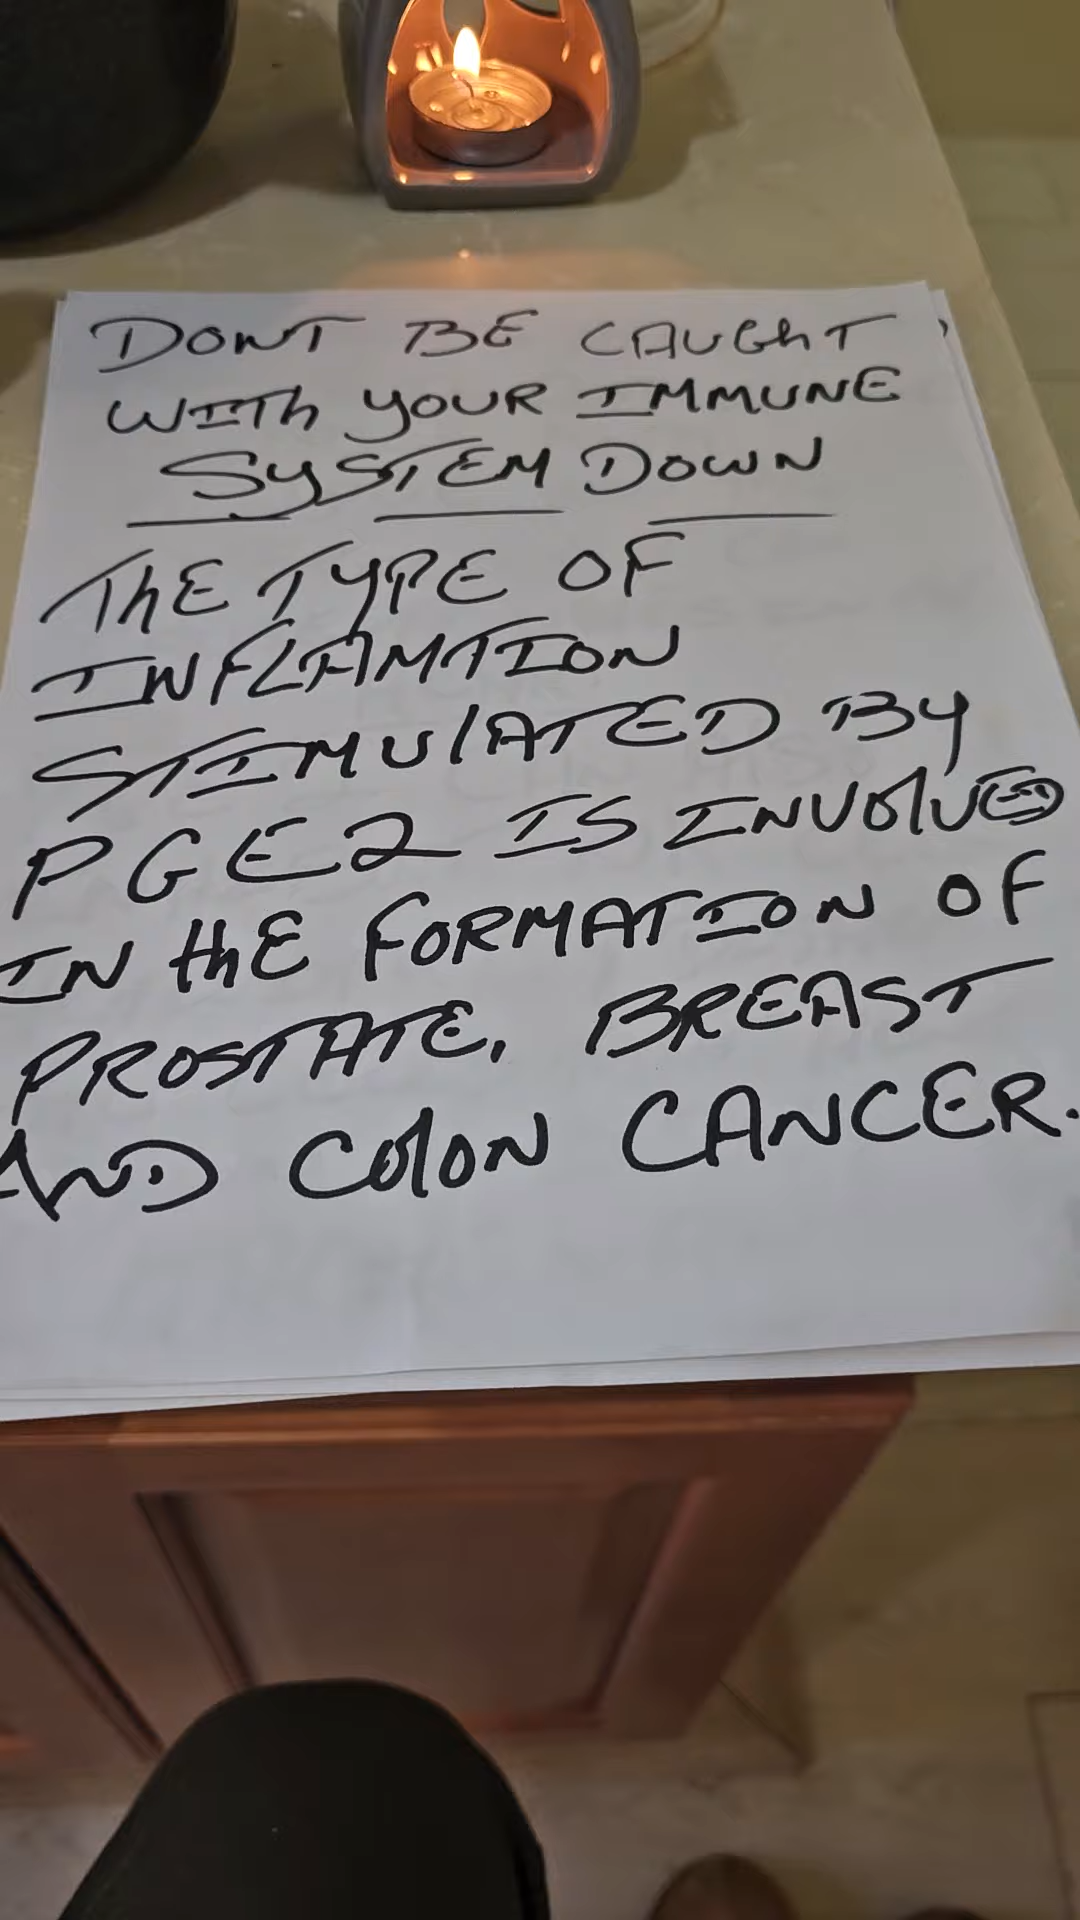 DONT BE CAUGHT
WITH YOUR IMMUNE
SYSTEM DOWN
THE TYPE OF
INFLAMTION
STIMULATED BY
PGE2 IS INVOLVED
IN THE FORMATION OF
PROSTATE, BREAST
AND COLON CANCER.